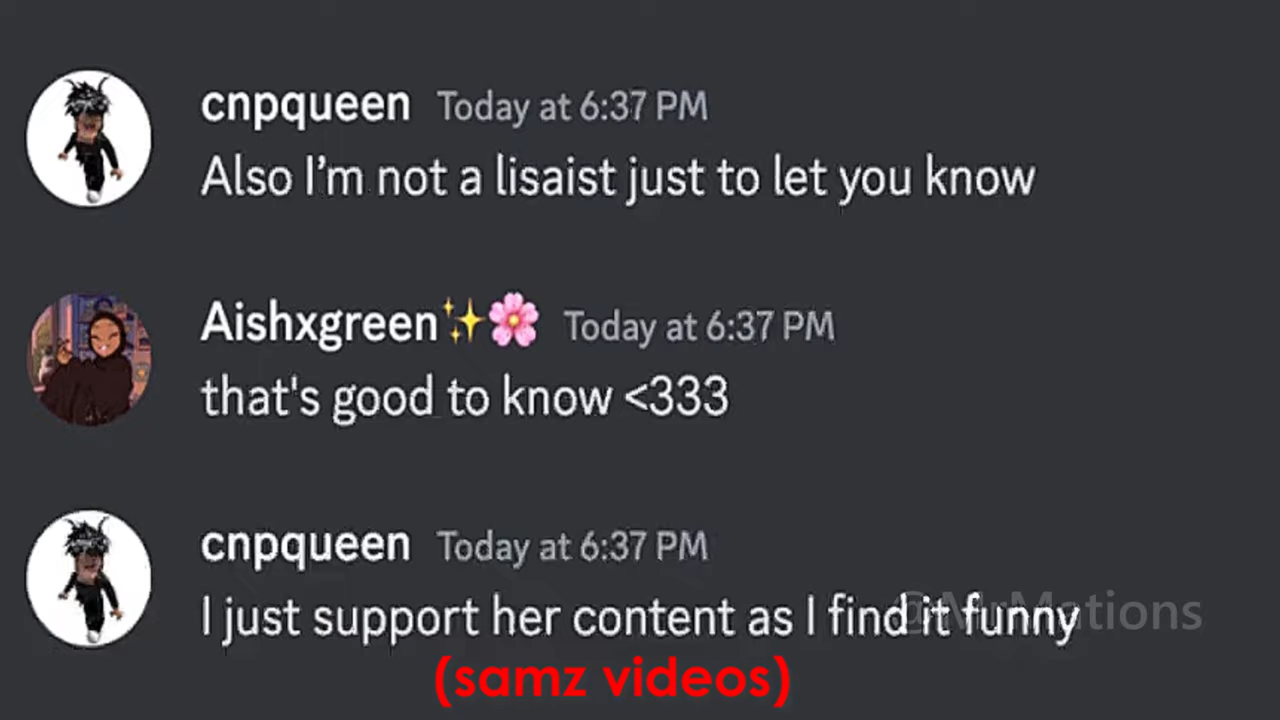 cnpqueen Today at 6:37 PM
Also I’m not a lisaist just to let you know
Aishxgreen✨🌸 Today at 6:37 PM
that's good to know <333
cnpqueen Today at 6:37 PM
I just support her content as I find it funny
@MrMations
(samz videos)